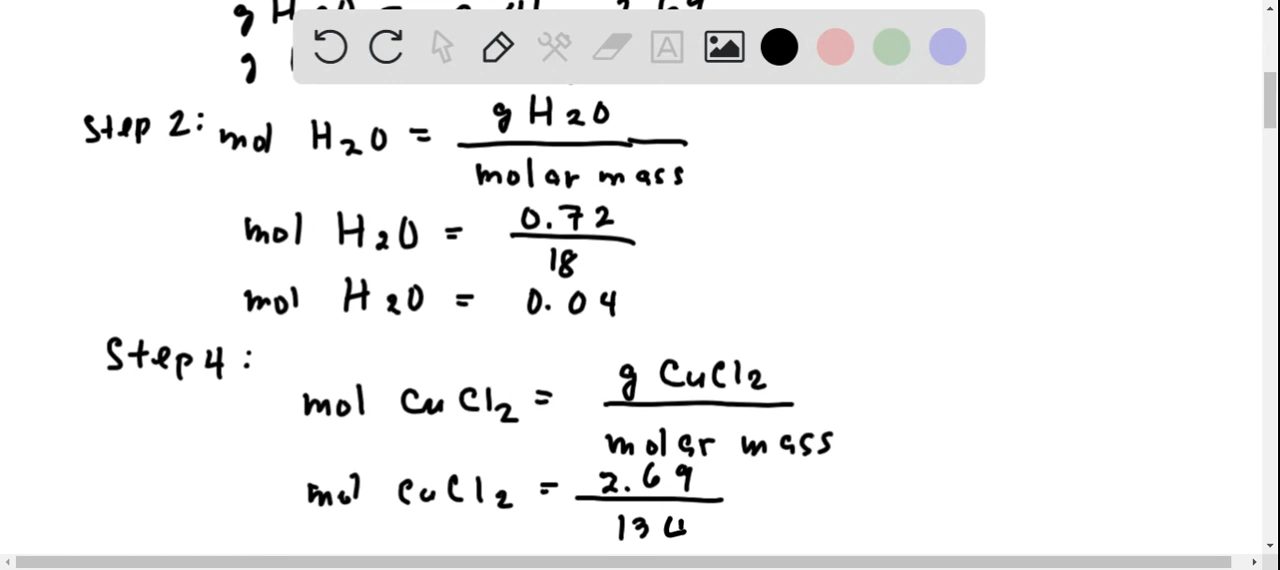 Step 2: mol H2O = g H2O
molar mass
mol H2O = 0.72
18
mol H2O = 0.04
Step 4:
mol CuCl2 = g CuCl2
molar mass
mol CuCl2 = 2.69
134